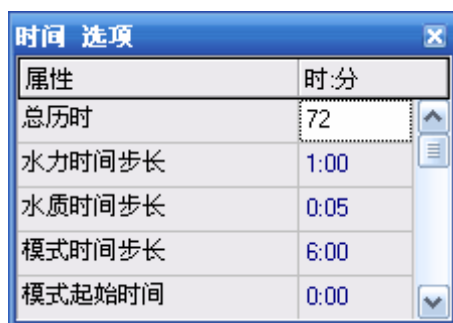 时间 选项
属性 时:分
总历时 72
水力时间步长 1:00
水质时间步长 0:05
模式时间步长 6:00
模式起始时间 0:00